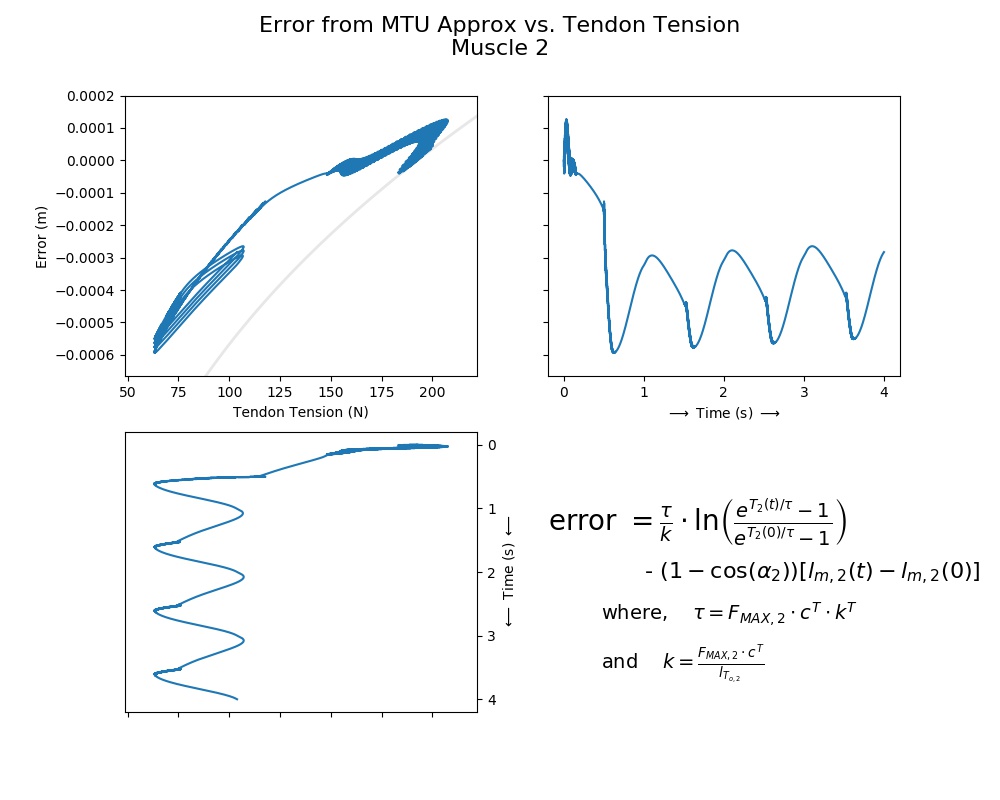 Error from MTU Approx vs. Tendon Tension
Muscle 2
0.0002
0.0001
0.0000
−0.0001
−0.0002
−0.0003
−0.0004
−0.0005
−0.0006
Error (m)
50 75 100 125 150 175 200
Tendon Tension (N)
0 1 2 3 4
⟶ Time (s) ⟶
0
1
2
3
4
⟵ Time (s) ⟵
error = τ/k · ln((e^{T₂(t)/τ} − 1)/(e^{T₂(0)/τ} − 1))
- (1 − cos(α₂))[l_{m,2}(t) − l_{m,2}(0)]
where, τ = F_{MAX,2} · c^T · k^T
and k = F_{MAX,2} · c^T / l_{T_{o,2}}